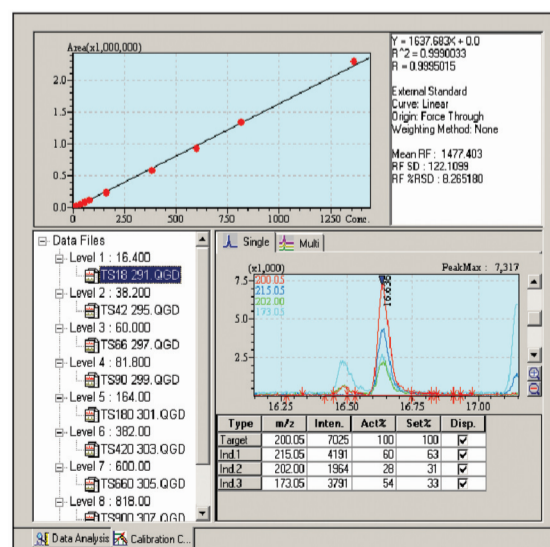 Area(x1,000,000)
2.0
1.5
1.0
0.5
0.0
0 250 500 750 1000 1250 Conc.
Y = 1637.683X + 0.0
R^2 = 0.9990033
R = 0.9995015
External Standard
Curve: Linear
Origin: Force Through
Weighting Method: None
Mean RF : 1477.403
RF SD : 122.1099
RF %RSD : 8.265180
Data Files
Level 1 : 16.400
TS18 291.QGD
Level 2 : 38.200
TS42 295.QGD
Level 3 : 60.000
TS66 297.QGD
Level 4 : 81.800
TS90 299.QGD
Level 5 : 164.00
TS180 301.QGD
Level 6 : 382.00
TS420 303.QGD
Level 7 : 600.00
TS660 305.QGD
Level 8 : 818.00
TS900 307.QGD
Single Multi
(x1,000) PeakMax : 7,317
7.5
5.0
2.5
200.05
215.05
202.00
173.05
16.636
16.25 16.50 16.75 17.00
Type m/z Inten. Act% Set% Disp.
Target 200.05 7025 100 100
Ind.1 215.05 4191 60 63
Ind.2 202.00 1964 28 31
Ind.3 173.05 3791 54 33
Data Analysis Calibration C...